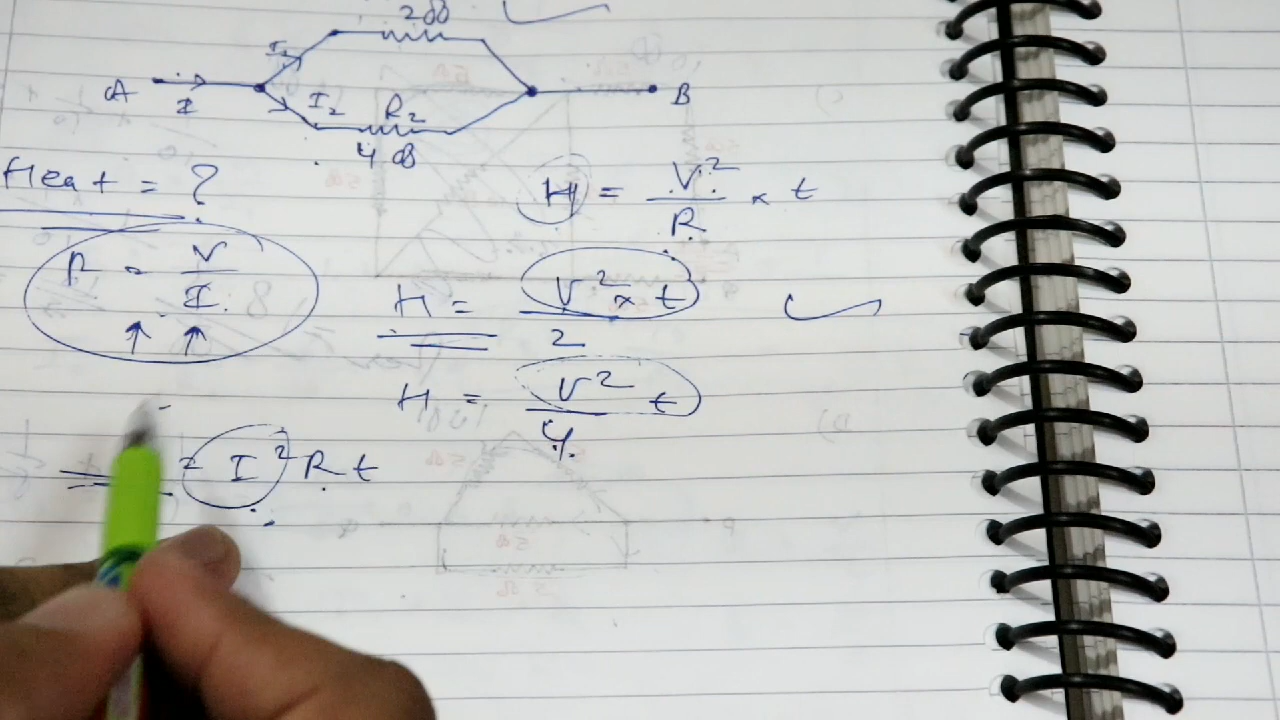 2Ω
I₁
A I I₂ R₂ B
4Ω
Heat = ?
H = V²/R × t
R = V/I
H = V² × t / 2
H = V² t / 4
= I² R t